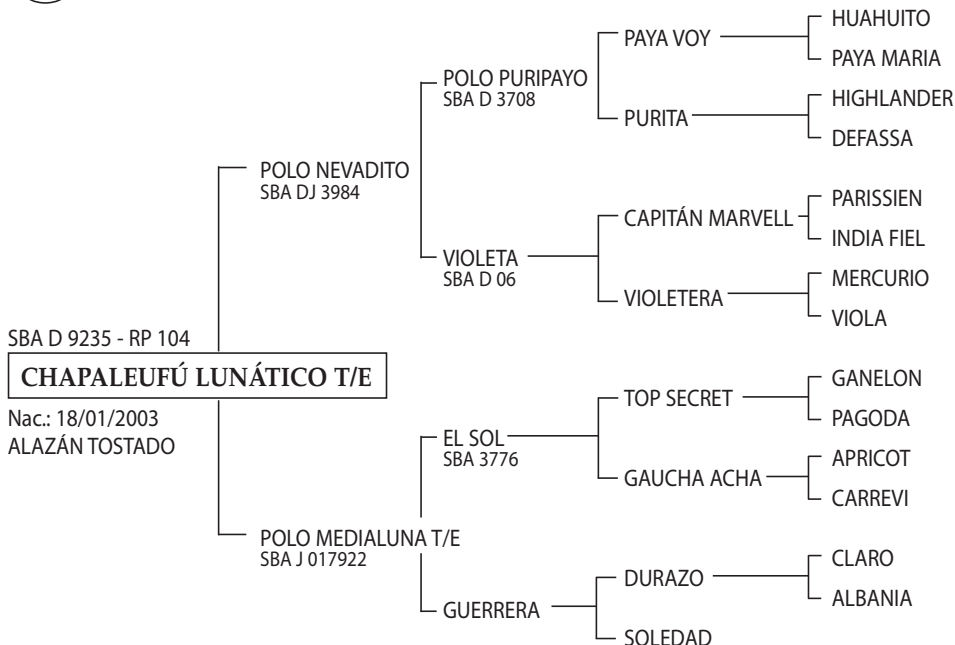 HUAHUITO
PAYA VOY
PAYA MARIA
POLO PURIPAYO
SBA D 3708
HIGHLANDER
PURITA
DEFASSA
POLO NEVADITO
SBA DJ 3984
PARISSIEN
CAPITÁN MARVELL
INDIA FIEL
VIOLETA
SBA D 06
MERCURIO
VIOLETERA
VIOLA
SBA D 9235 - RP 104
CHAPALEUFÚ LUNÁTICO T/E
Nac.: 18/01/2003
ALAZÁN TOSTADO
GANELON
TOP SECRET
PAGODA
EL SOL
SBA 3776
APRICOT
GAUCHA ACHA
CARREVI
POLO MEDIALUNA T/E
SBA J 017922
CLARO
DURAZO
ALBANIA
GUERRERA
SOLEDAD